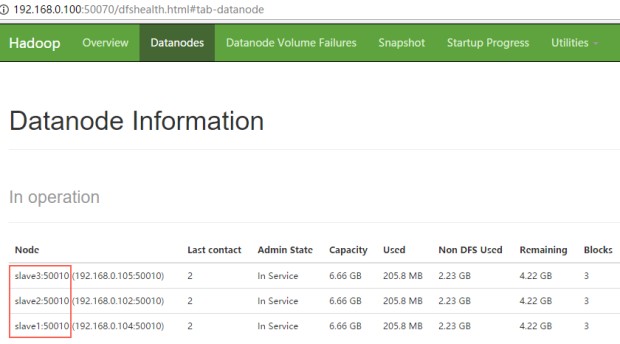 192.168.0.100:50070/dfshealth.html#tab-datanode
Hadoop Overview Datanodes Datanode Volume Failures Snapshot Startup Progress Utilities
Datanode Information
In operation
Node Last contact Admin State Capacity Used Non DFS Used Remaining Blocks
slave3:50010 (192.168.0.105:50010) 2 In Service 6.66 GB 205.8 MB 2.23 GB 4.22 GB 3
slave2:50010 (192.168.0.102:50010) 2 In Service 6.66 GB 205.8 MB 2.23 GB 4.22 GB 3
slave1:50010 (192.168.0.104:50010) 2 In Service 6.66 GB 205.8 MB 2.23 GB 4.22 GB 3